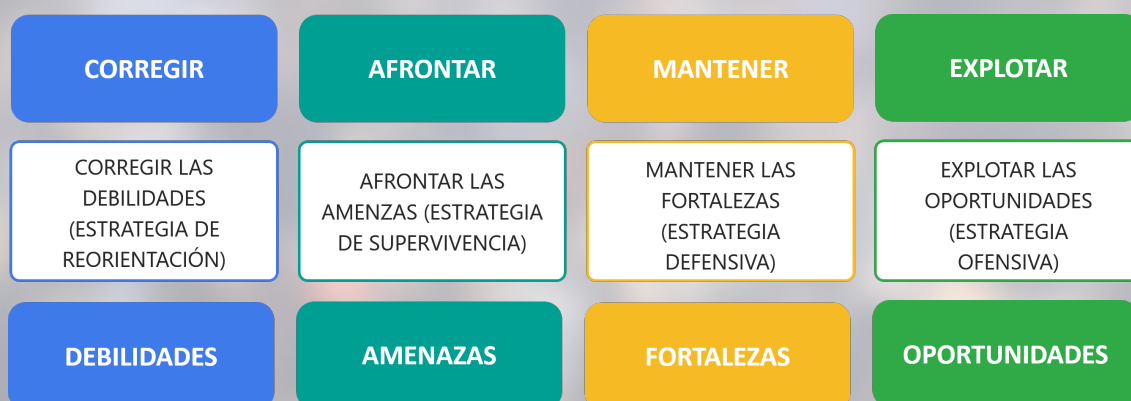 CORREGIR
AFRONTAR
MANTENER
EXPLOTAR
CORREGIR LAS
DEBILIDADES
(ESTRATEGIA DE
REORIENTACIÓN)
AFRONTAR LAS
AMENZAS (ESTRATEGIA
DE SUPERVIVENCIA)
MANTENER LAS
FORTALEZAS
(ESTRATEGIA
DEFENSIVA)
EXPLOTAR LAS
OPORTUNIDADES
(ESTRATEGIA
OFENSIVA)
DEBILIDADES
AMENAZAS
FORTALEZAS
OPORTUNIDADES